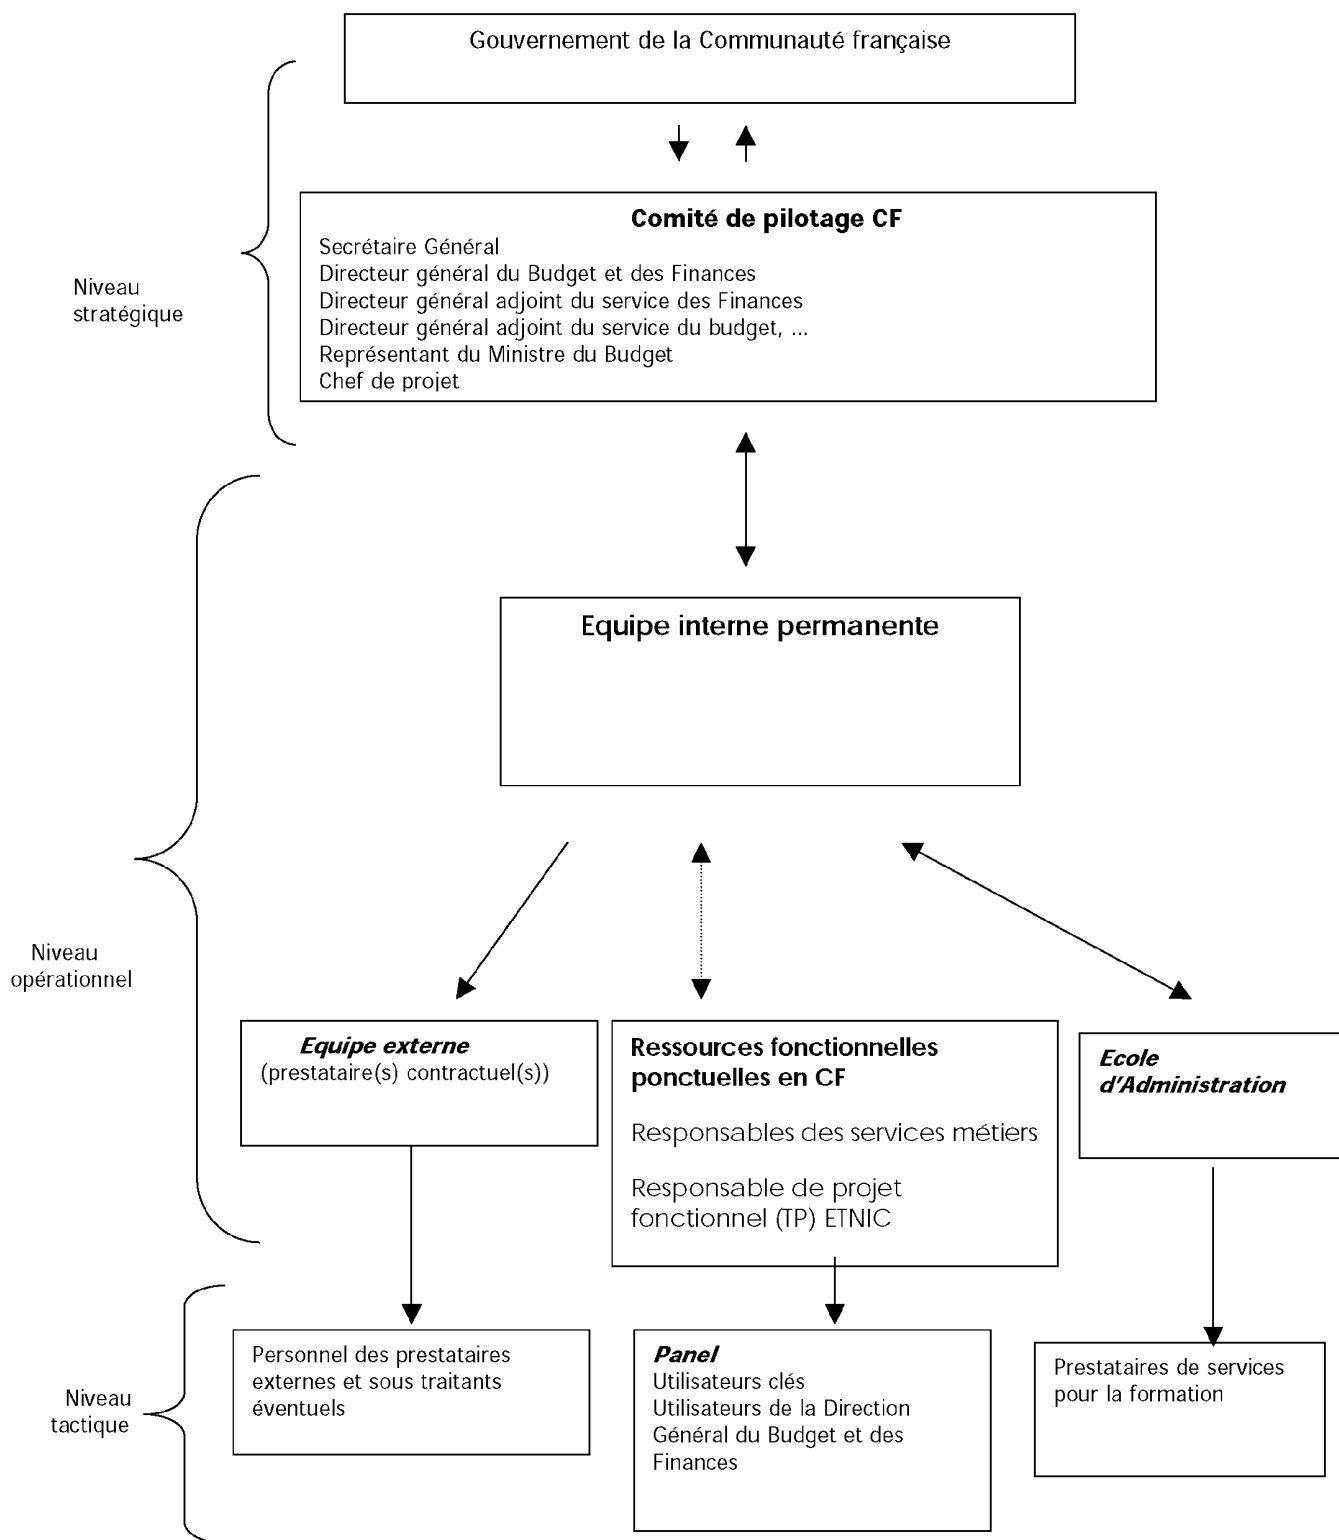 Gouvernement de la Communauté française
Comité de pilotage CF
Secrétaire Général
Directeur général du Budget et des Finances
Directeur général adjoint du service des Finances
Directeur général adjoint du service du budget, ...
Représentant du Ministre du Budget
Chef de projet
Niveau
stratégique
Equipe interne permanente
Niveau
opérationnel
Equipe externe
(prestataire(s) contractuel(s))
Ressources fonctionnelles
ponctuelles en CF
Responsables des services métiers
Responsable de projet
fonctionnel (TP) ETNIC
Ecole
d'Administration
Niveau
tactique
Personnel des prestataires
externes et sous traitants
éventuels
Panel
Utilisateurs clés
Utilisateurs de la Direction
Général du Budget et des
Finances
Prestataires de services
pour la formation